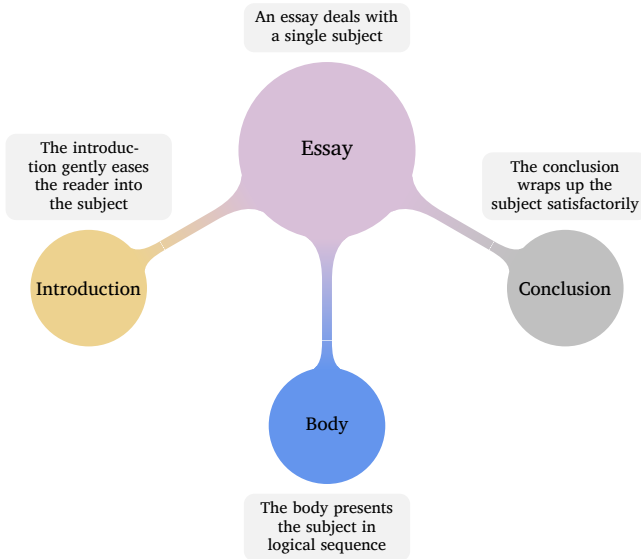 An essay deals with
a single subject
Essay
The introduc-
tion gently eases
the reader into
the subject
Introduction
The conclusion
wraps up the
subject satisfactorily
Conclusion
Body
The body presents
the subject in
logical sequence